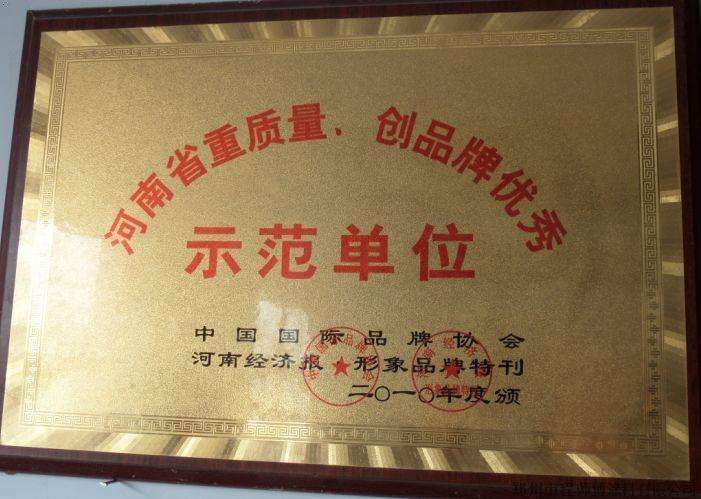 河南省重质量、创品牌优秀
示范单位
中国国际品牌协会
河南经济报·形象品牌特刊
二〇一〇年度颁